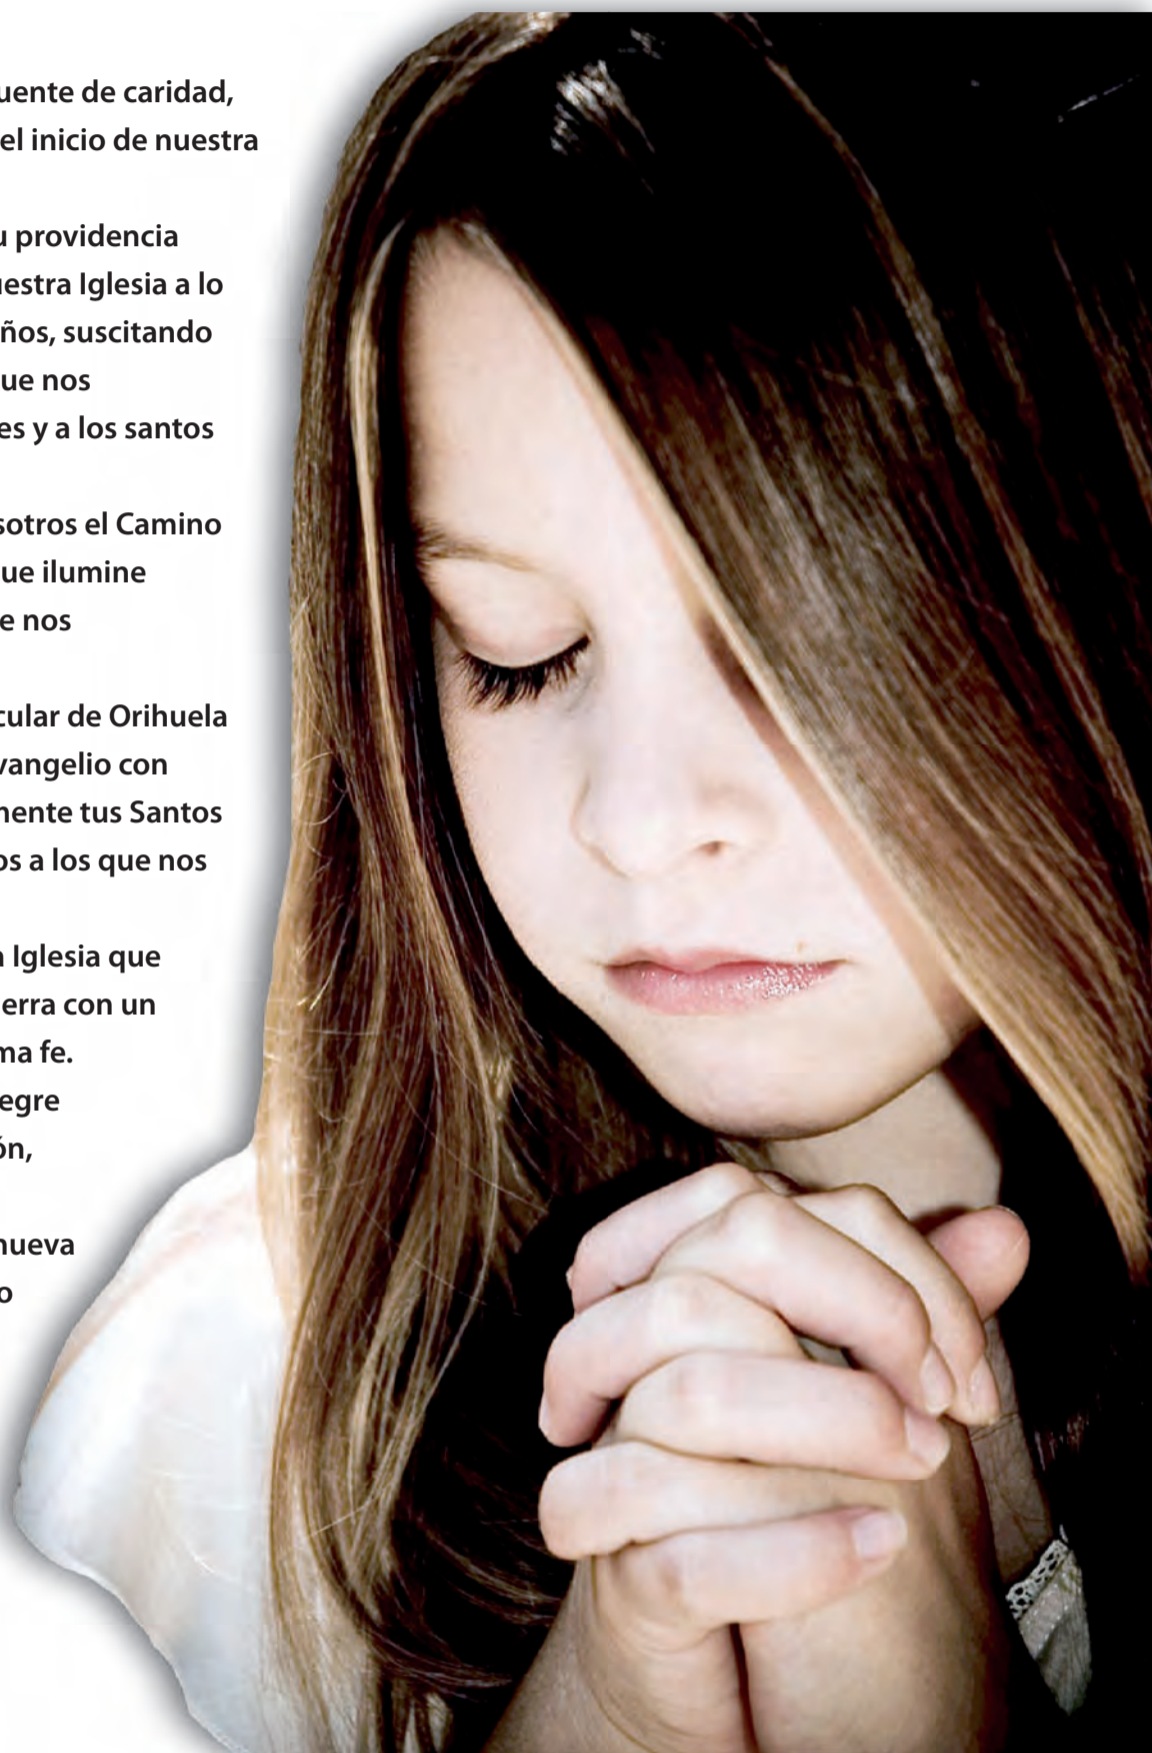 uente de caridad,
el inicio de nuestra
u providencia
uestra Iglesia a lo
ños, suscitando
ue nos
es y a los santos
sotros el Camino
ue ilumine
e nos
cular de Orihuela
vangelio con
mente tus Santos
os a los que nos
a Iglesia que
erra con un
ma fe.
egre
ón,
nueva
o